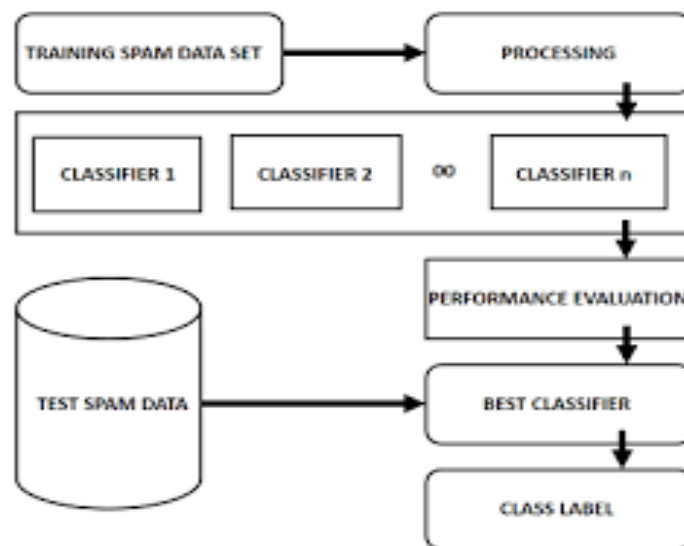 TRAINING SPAM DATA SET
PROCESSING
CLASSIFIER 1
CLASSIFIER 2
∞
CLASSIFIER n
PERFORMANCE EVALUATION
TEST SPAM DATA
BEST CLASSIFIER
CLASS LABEL